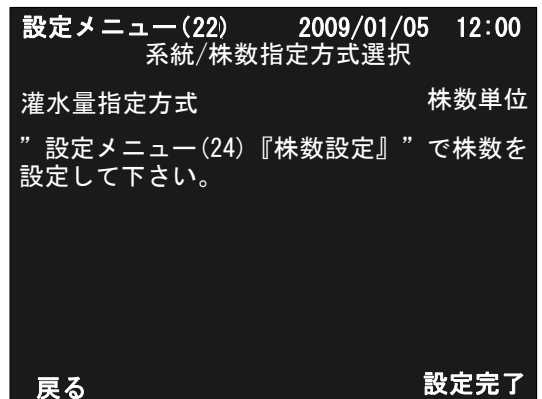 設定メニュー(22) 2009/01/05 12:00
系統/株数指定方式選択
灌水量指定方式 株数単位
”設定メニュー(24)『株数設定』”で株数を
設定して下さい。
戻る 設定完了